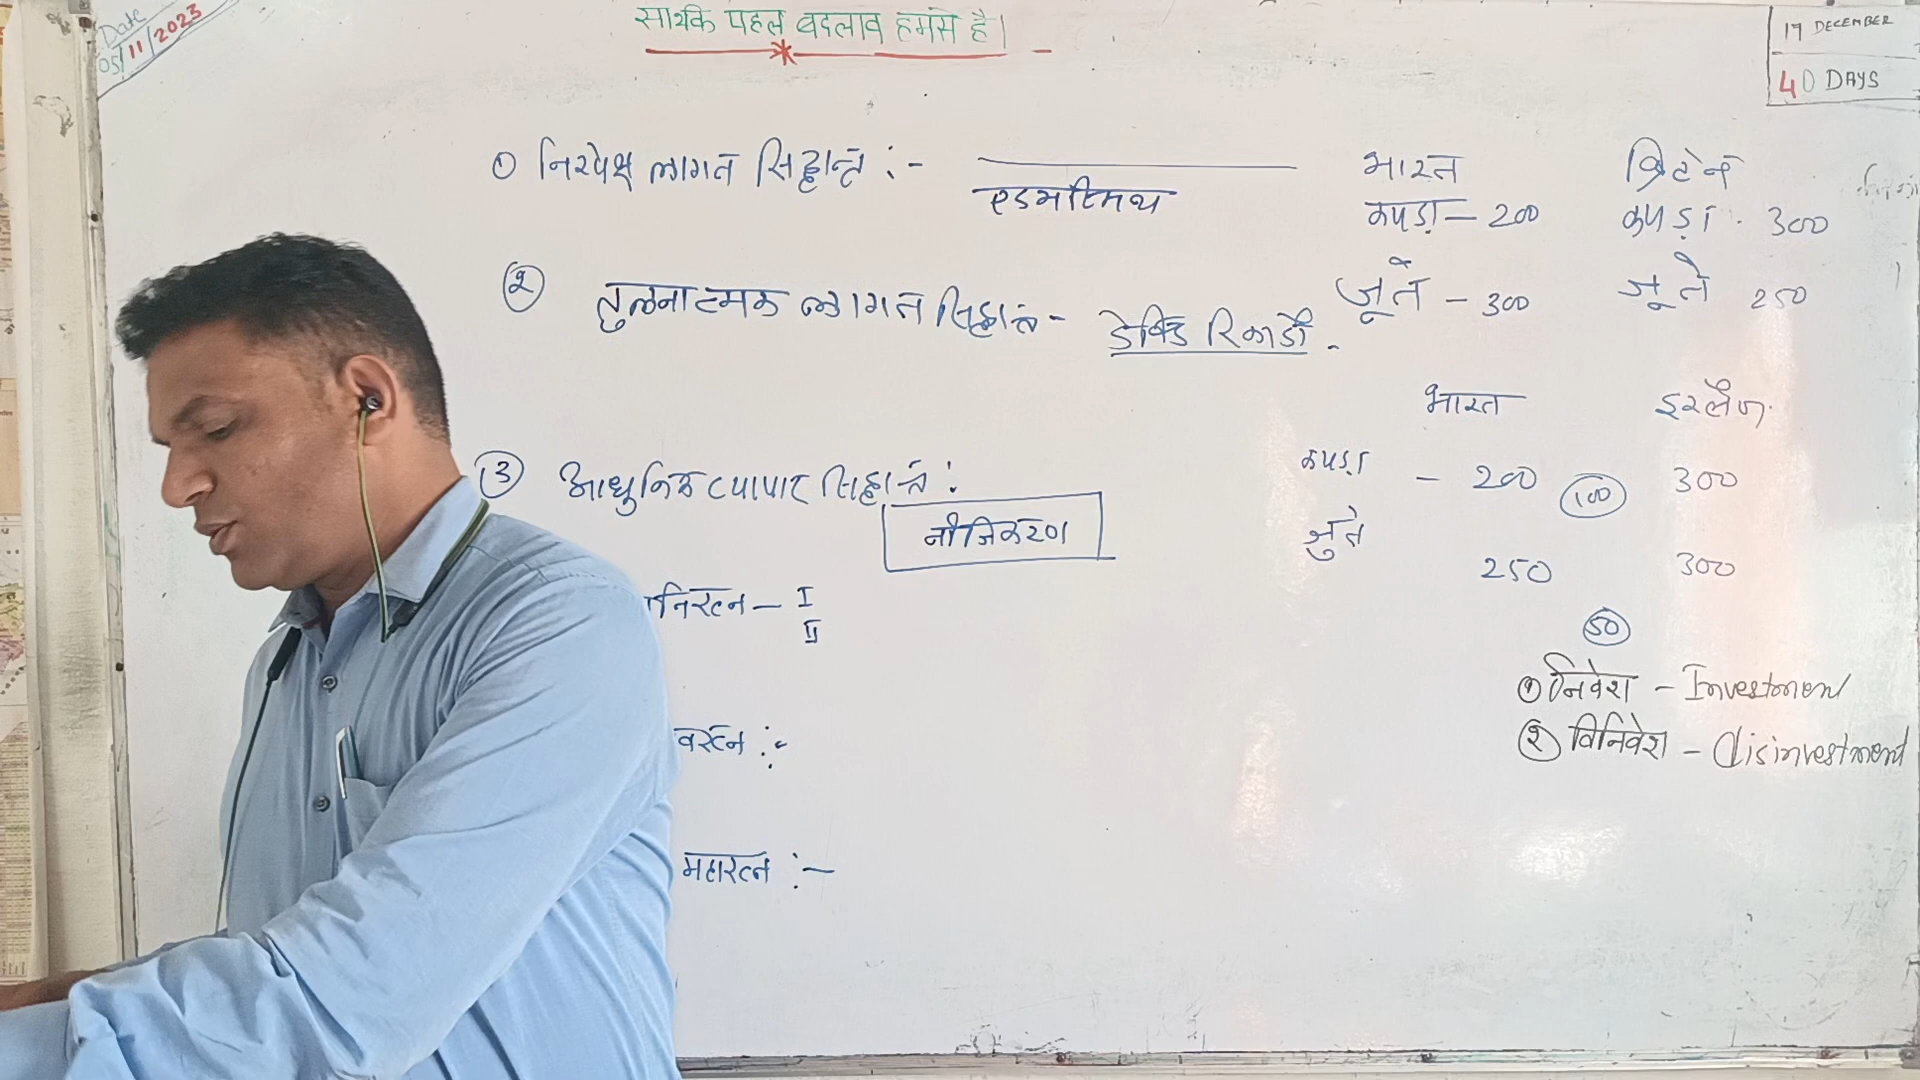 Date
05/11/2023
सार्थक पहल बदलाव हमसे है।
17 DECEMBER
40 DAYS
① निरपेक्ष लागत सिद्धान्त :-
एडमस्मिथ
भारत ब्रिटेन
कपड़ा - 200 कपड़ा - 300
जूते - 300 जूते 250
② तुलनात्मक लागत सिद्धांत - डेविड रिकार्डो -
भारत इंग्लैण्ड
कपड़ा - 200 100 300
जुते 250 300
50
③ आधुनिक व्यापार सिद्धान्त :
नीजिकरण
निरत्न - I
II
वरत्न :-
महारत्न :-
① निवेश - Investment
② विनिवेश - disinvestment